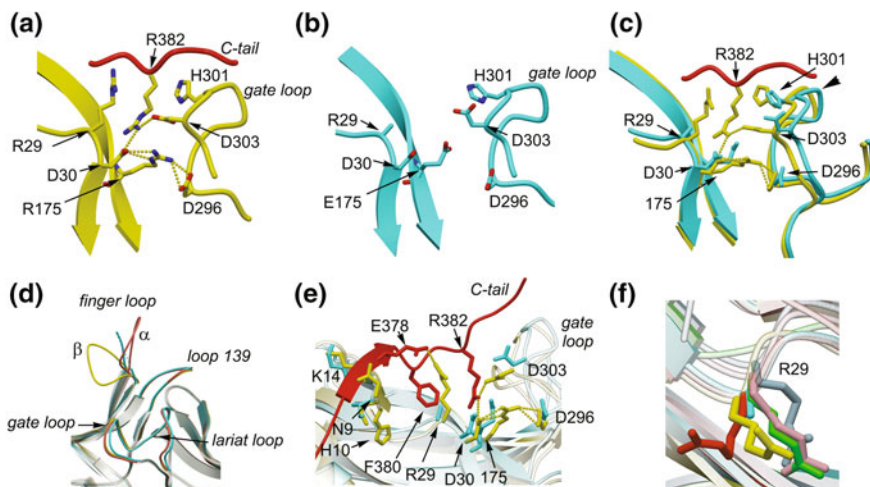 (a)
R382
C-tail
H301
gate loop
R29
D303
D30
R175
D296
(b)
H301
gate loop
R29
D303
D30
E175
D296
(c)
R382
H301
R29
D303
D30
D296
175
(d)
finger loop
β
α
loop 139
gate loop
lariat loop
(e)
C-tail
E378
R382
gate loop
K14
D303
N9
D296
H10
F380
R29
D30
175
(f)
R29